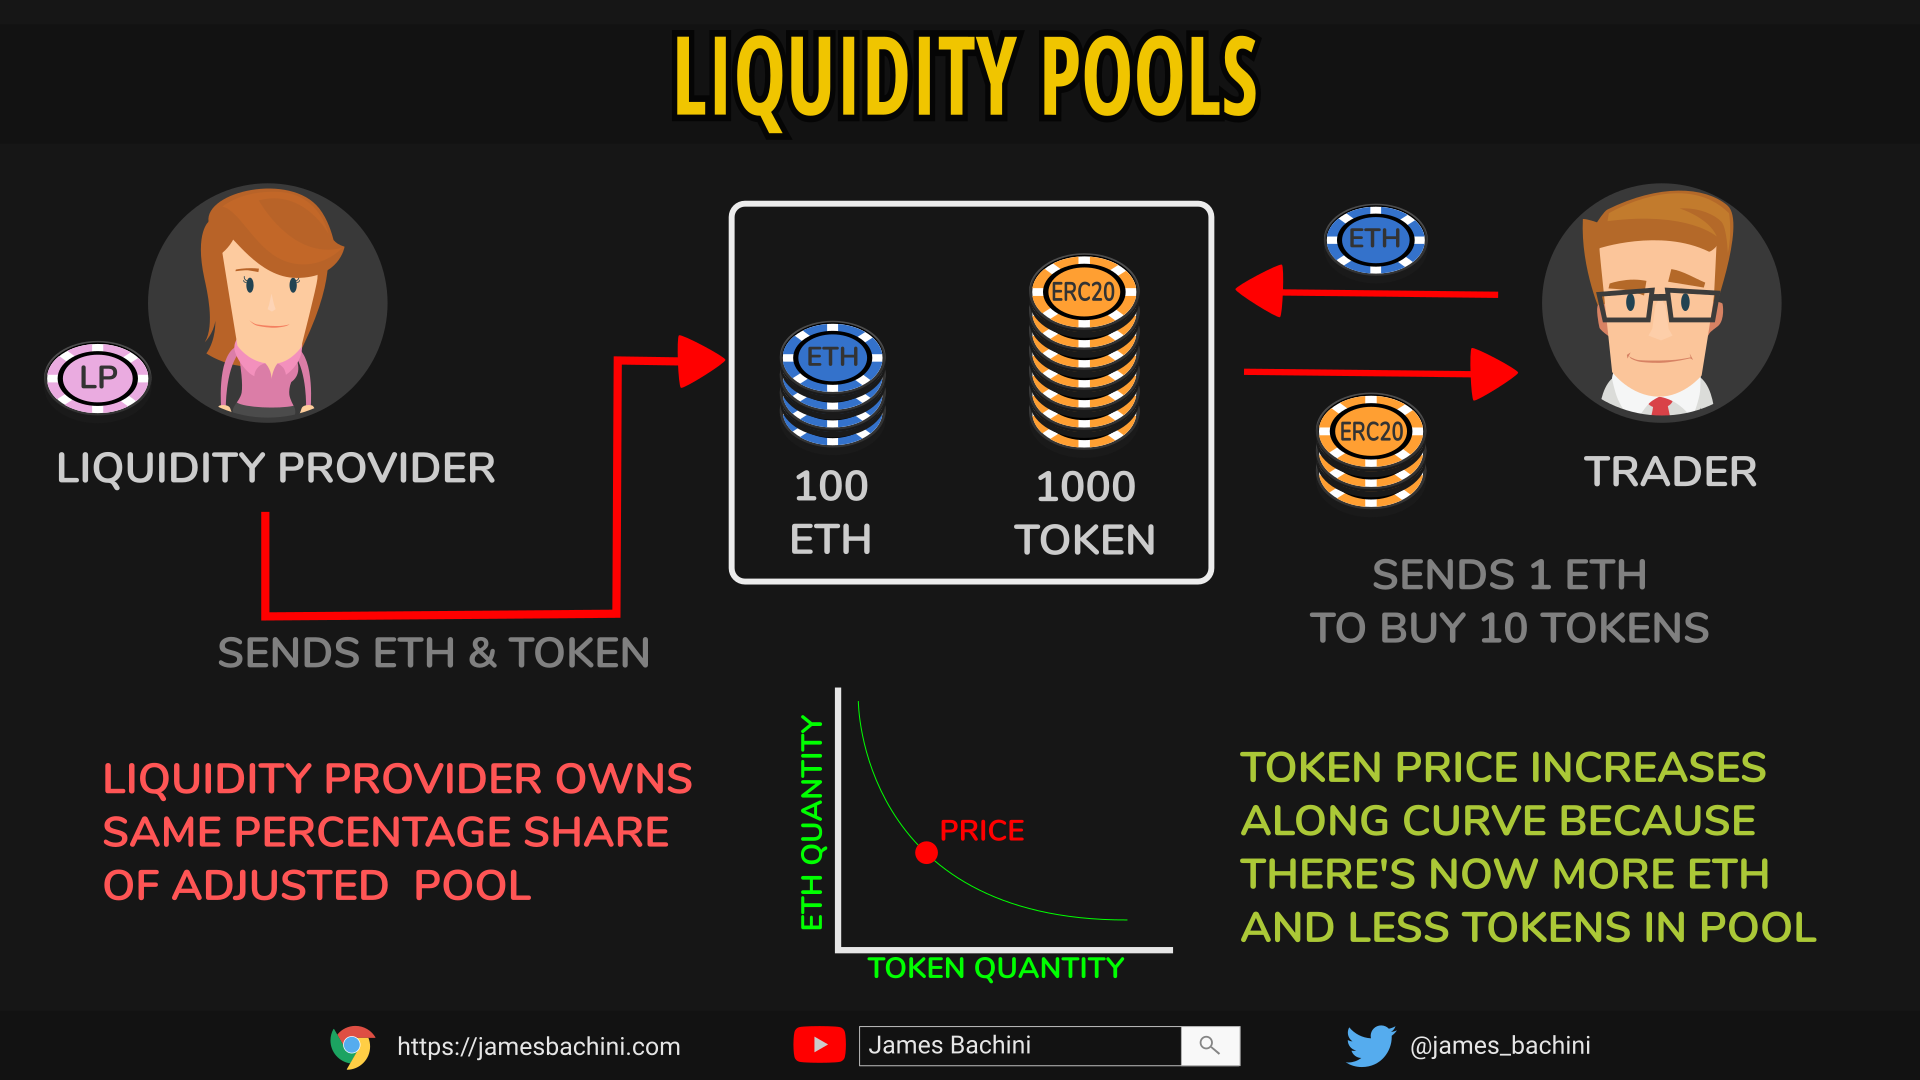 LIQUIDITY POOLS
LP
LIQUIDITY PROVIDER
SENDS ETH & TOKEN
ETH
ERC20
100
ETH
1000
TOKEN
ETH
ERC20
TRADER
SENDS 1 ETH
TO BUY 10 TOKENS
LIQUIDITY PROVIDER OWNS
SAME PERCENTAGE SHARE
OF ADJUSTED POOL
ETH QUANTITY
PRICE
TOKEN QUANTITY
TOKEN PRICE INCREASES
ALONG CURVE BECAUSE
THERE'S NOW MORE ETH
AND LESS TOKENS IN POOL
https://jamesbachini.com
James Bachini
@james_bachini